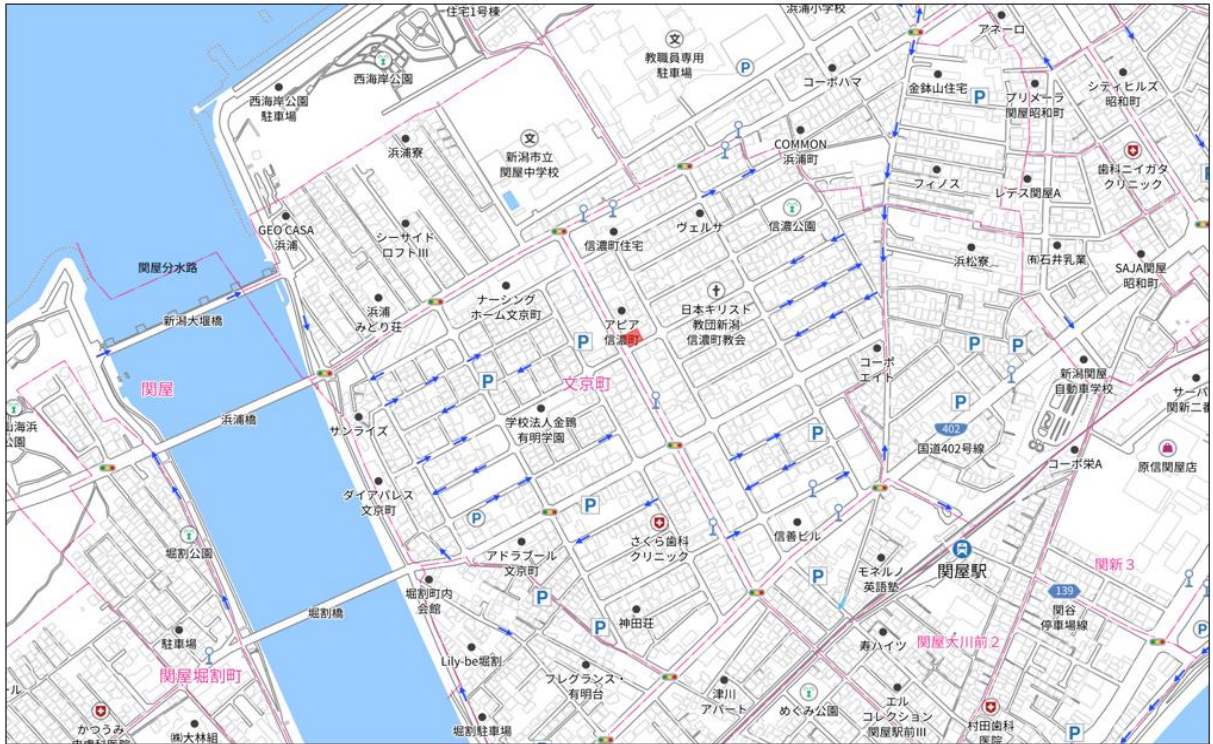 住宅1号棟
浜浦小学校
アネーロ
文
教職員専用
駐車場
西海岸公園
西海岸公園
駐車場
P
コーポハマ
金鉢山住宅
P
プリメーラ
関屋昭和町
シティヒルズ
昭和町
浜浦寮
文
新潟市立
関屋中学校
COMMON
浜浦町
歯科ニイガタ
クリニック
P
フィノス
レデス関屋A
GEO CASA
浜浦
シーサイド
ロフトIII
信濃町住宅
ヴェルサ
信濃公園
浜松寮
㈲石井乳業
SAJA関屋
昭和町
関屋分水路
新潟大堰橋
浜浦
みどり荘
ナーシング
ホーム文京町
アピア
信濃町
日本キリスト
教団新潟
信濃町教会
P
P
P
P
コーポ
エイト
新潟関屋
自動車学校
サーパ
関新二番
関屋
文京町
浜浦橋
サンライズ
学校法人金鵄
有明学園
P
P
402
国道402号線
コーポ栄A
原信関屋店
山海浜
公園
ダイアパレス
文京町
P
P
堀割公園
さくら歯科
クリニック
信善ビル
アドラブール
文京町
関屋駅
関新3
堀割町内
会館
P
P
モネルノ
英語塾
139
関谷
停車場線
堀割橋
P
神田荘
P
駐車場
関屋堀割町
寿ハイツ
関屋大川前2
Lily-be堀割
フレグランス・
有明台
津川
アパート
めぐみ公園
エル
コレクション
関屋駅前III
村田歯科
医院
P
かつうみ
皮膚科医院
㈱大林組
堀割駐車場